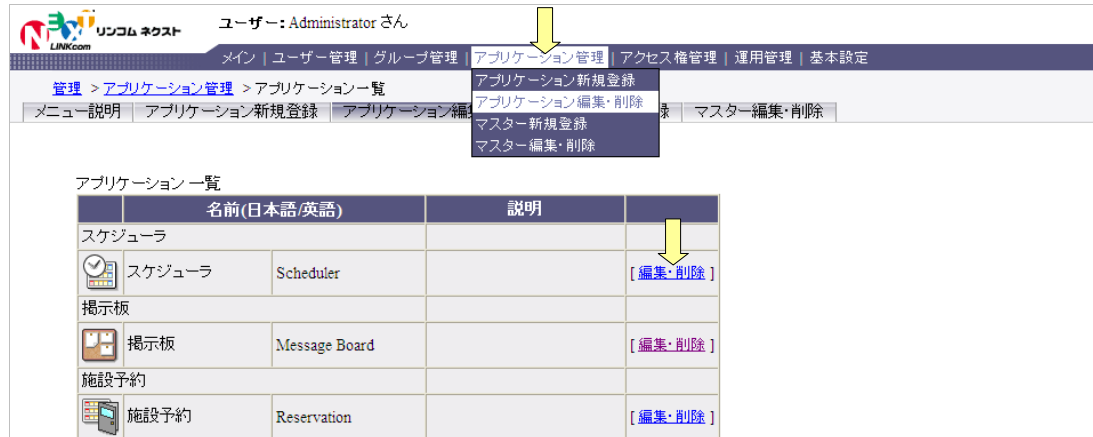 NEXT リンコム ネクスト
LINKcom
ユーザー: Administrator さん
メイン | ユーザー管理 | グループ管理 | アプリケーション管理 | アクセス権管理 | 運用管理 | 基本設定
管理 > アプリケーション管理 > アプリケーション一覧
アプリケーション新規登録
アプリケーション編集・削除
マスター新規登録
マスター編集・削除
メニュー説明 アプリケーション新規登録 アプリケーション編 録 マスター編集・削除
アプリケーション 一覧
名前(日本語/英語) 説明
スケジューラ
スケジューラ Scheduler [ 編集・削除 ]
掲示板
掲示板 Message Board [ 編集・削除 ]
施設予約
施設予約 Reservation [ 編集・削除 ]